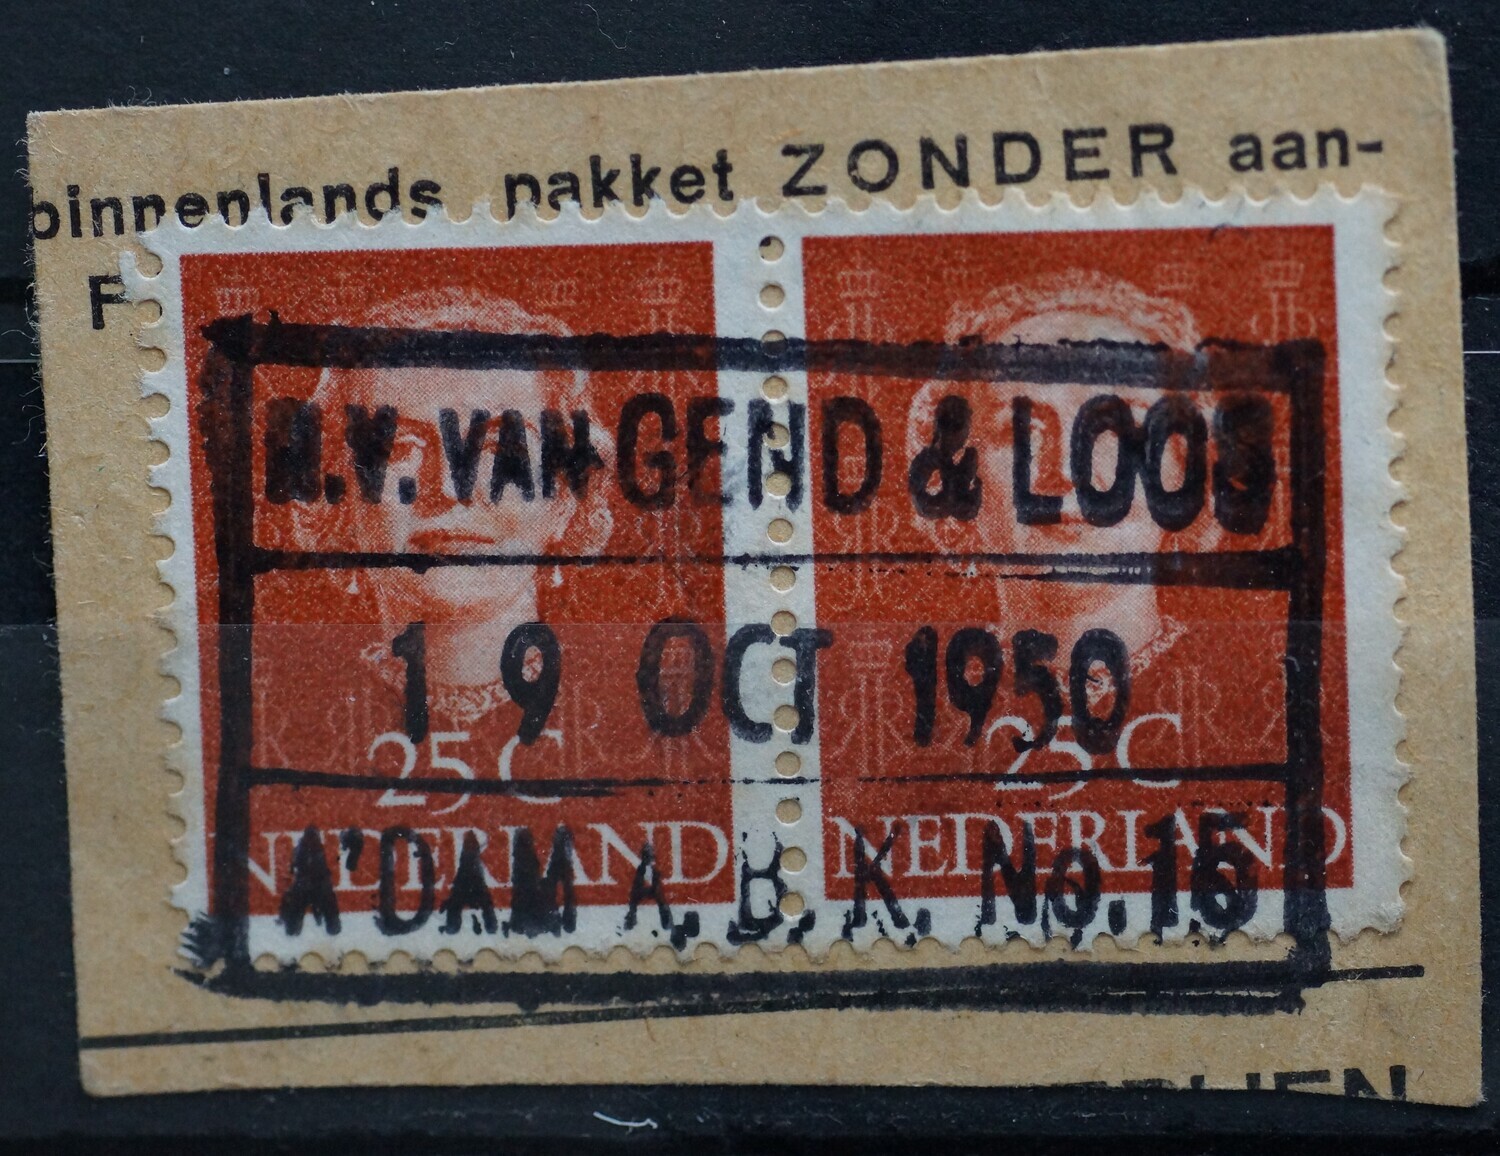 binnenlands pakket ZONDER aan-
F
N.V. VAN GEND & LOOS
19 OCT 1950
25 C
25 C
NEDERLAND
NEDERLAND
A'DAM A.B.K. No. 15